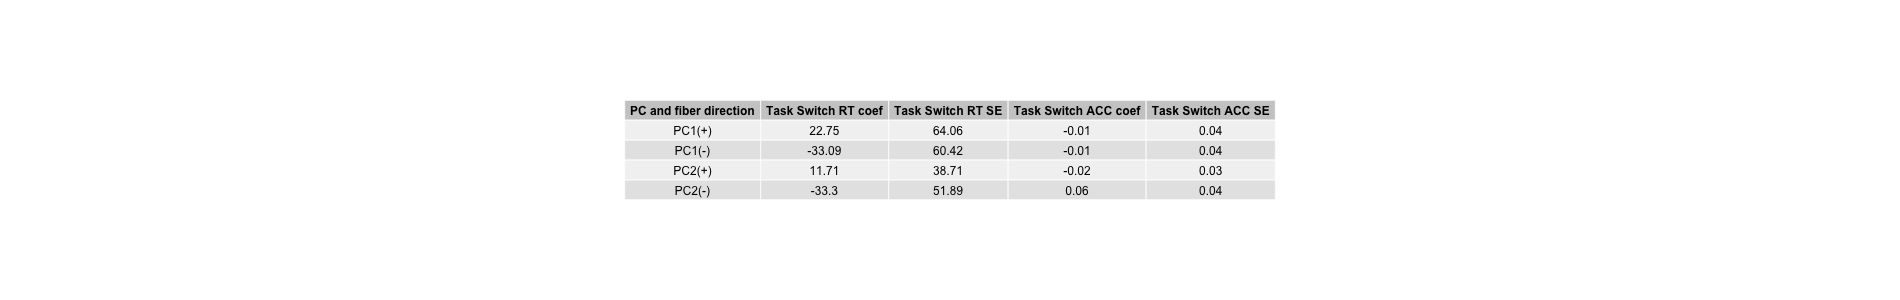 PC and fiber direction Task Switch RT coef Task Switch RT SE Task Switch ACC coef Task Switch ACC SE
PC1(+) 22.75 64.06 -0.01 0.04
PC1(-) -33.09 60.42 -0.01 0.04
PC2(+) 11.71 38.71 -0.02 0.03
PC2(-) -33.3 51.89 0.06 0.04